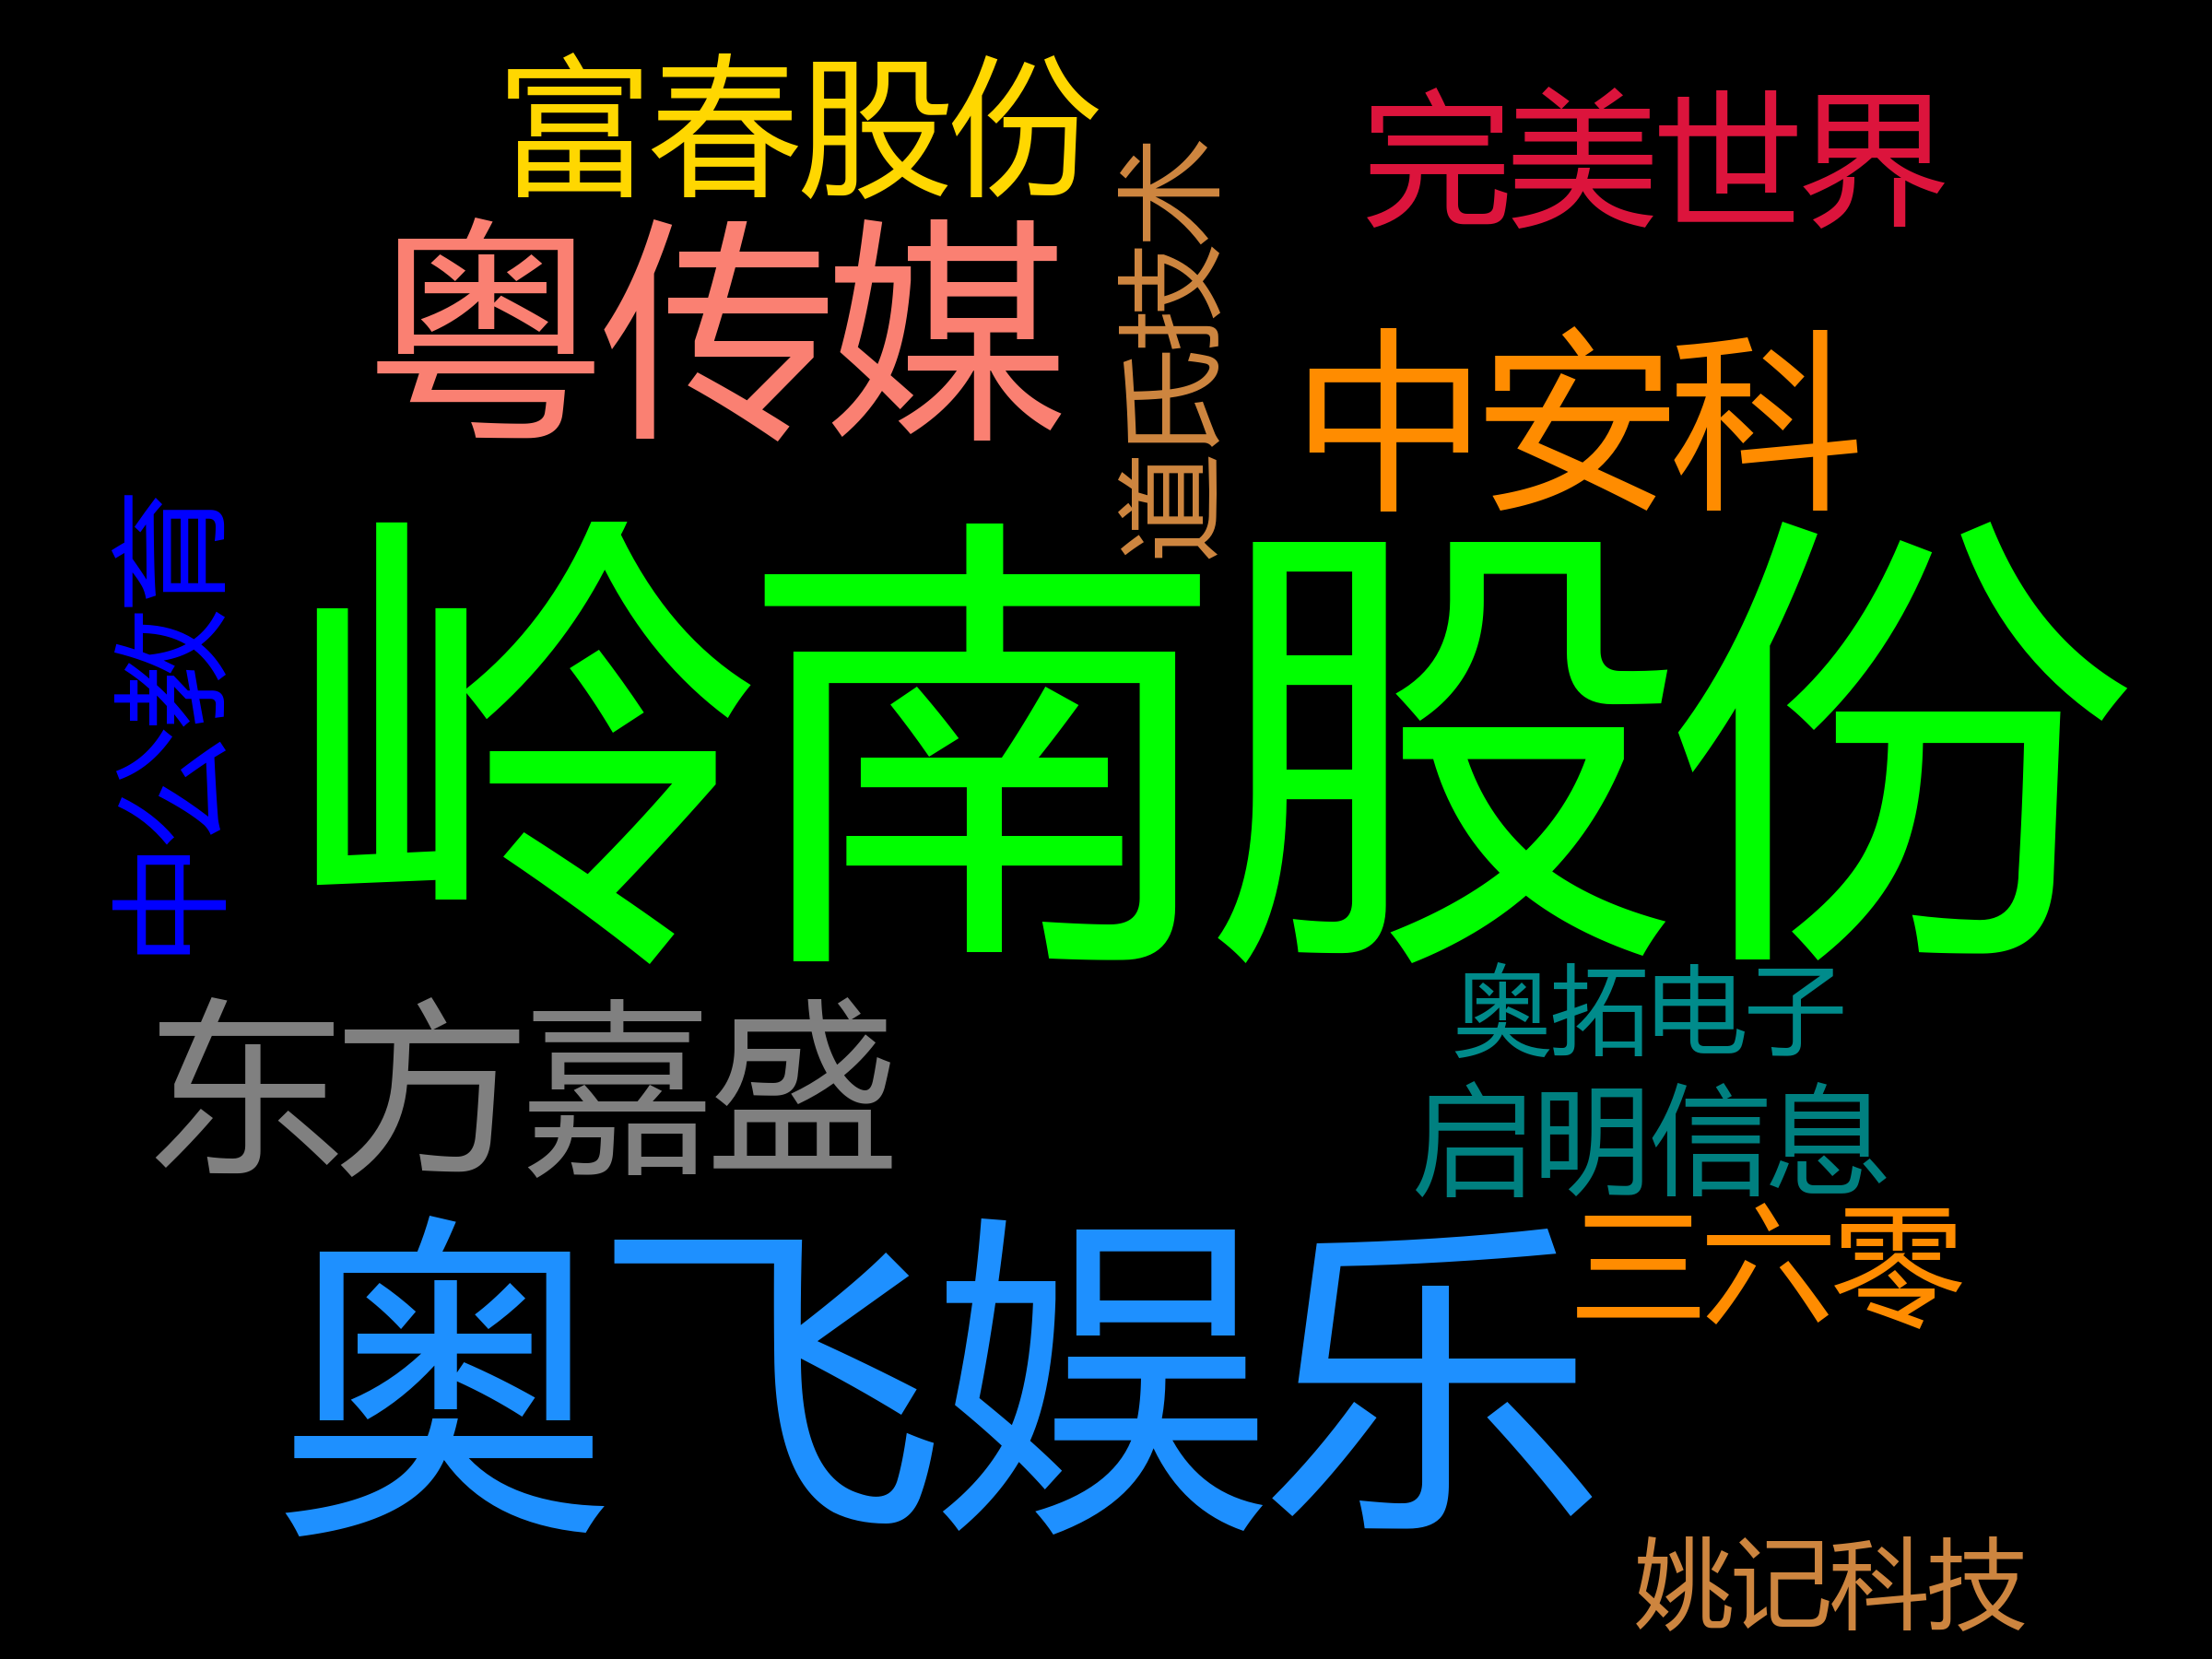 富春股份
完美世界
粤传媒
道氏技术
中安科
中公教育
岭南股份
奥拓电子
东方嘉盛
启明信息
三六零
奥飞娱乐
姚记科技